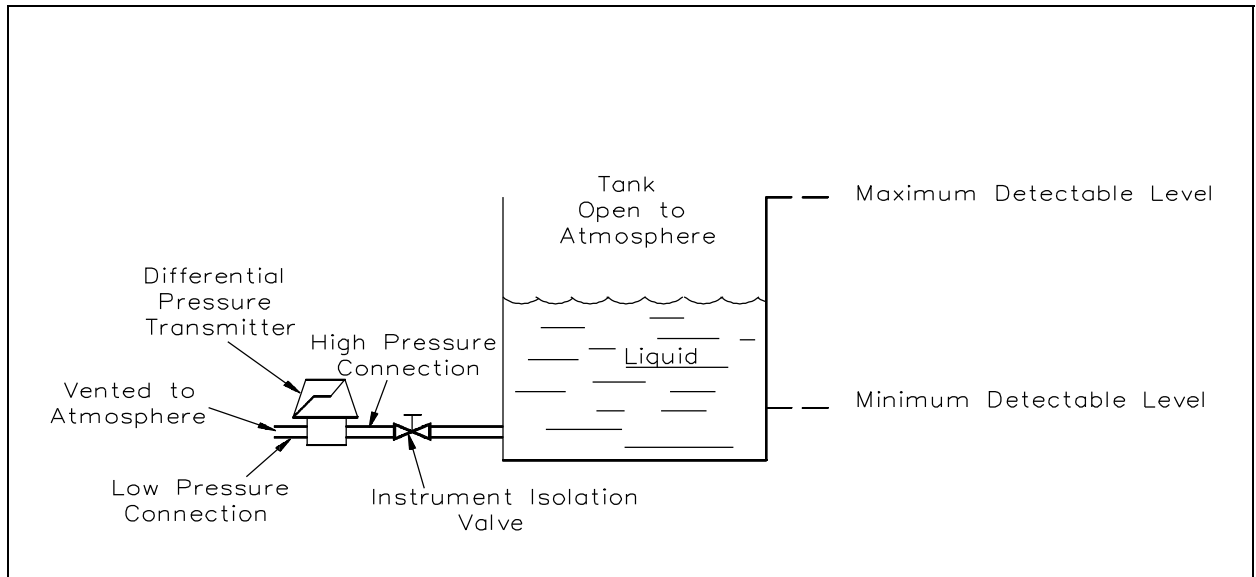 Tank
Open to
Atmosphere
Maximum Detectable Level
Differential
Pressure
Transmitter
High Pressure
Connection
Liquid
Vented to
Atmosphere
Minimum Detectable Level
Low Pressure
Connection
Instrument Isolation
Valve